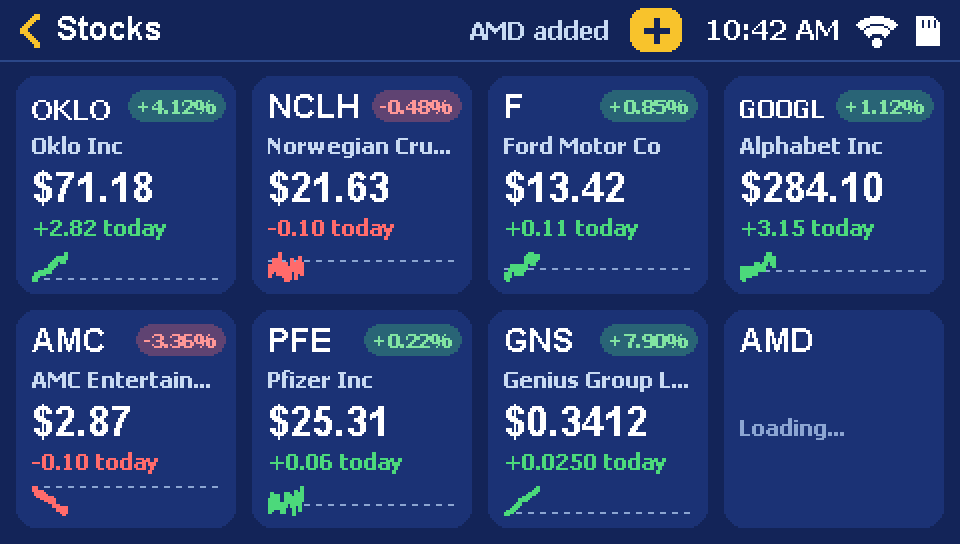 Stocks
AMD added
10:42 AM
OKLO +4.12%
Oklo Inc
$71.18
+2.82 today
NCLH -0.48%
Norwegian Cru...
$21.63
-0.10 today
F +0.85%
Ford Motor Co
$13.42
+0.11 today
GOOGL +1.12%
Alphabet Inc
$284.10
+3.15 today
AMC -3.36%
AMC Entertain...
$2.87
-0.10 today
PFE +0.22%
Pfizer Inc
$25.31
+0.06 today
GNS +7.90%
Genius Group L...
$0.3412
+0.0250 today
AMD
Loading...